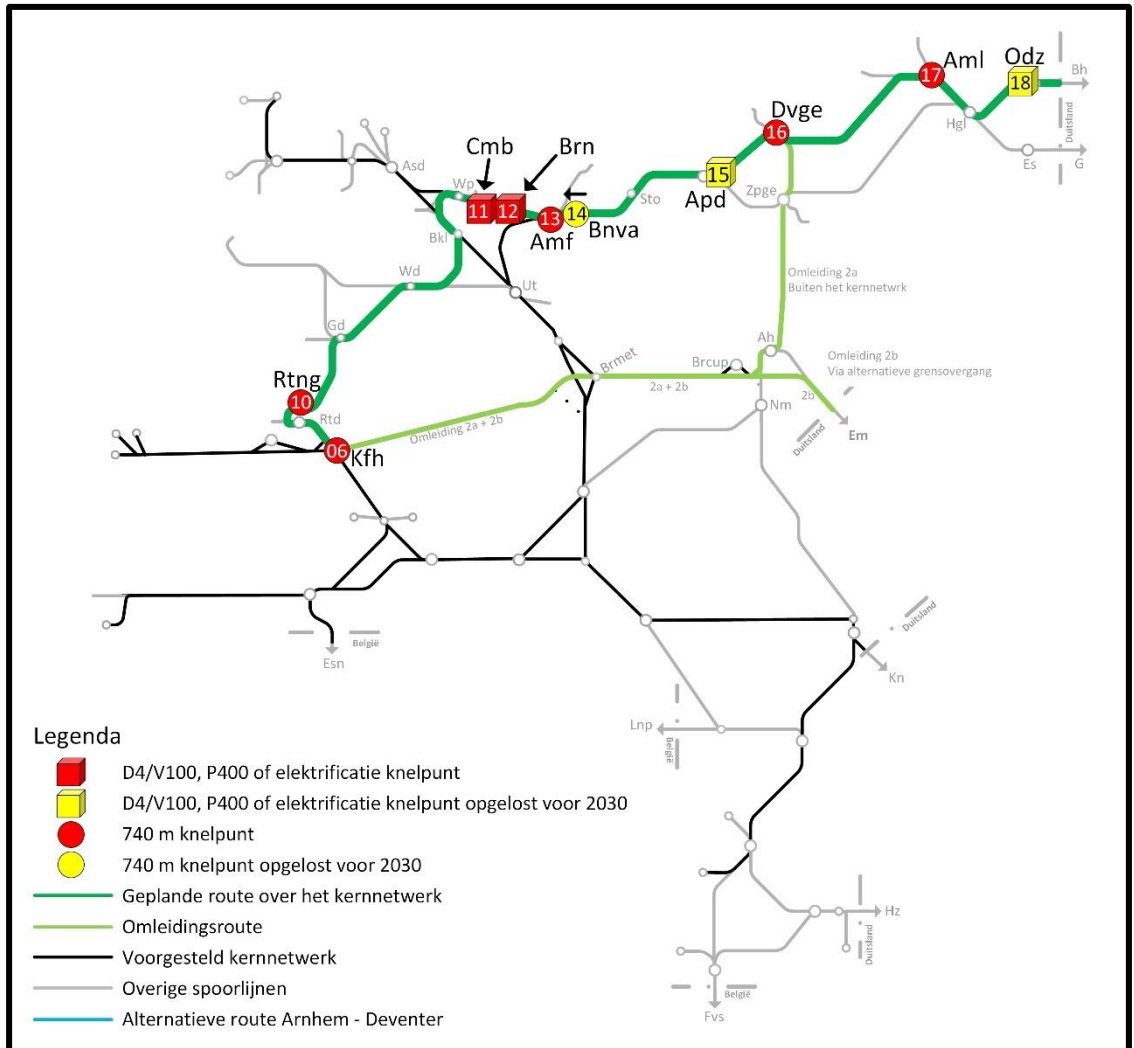 Aml
17
Odz
18
Bh
Duitsland
Hgl
Es
G
Dvge
16
Cmb
Brn
Asd
Wp
11
12
13
14
Amf
Bnva
Sto
15
Apd
Zpge
Bkl
Wd
Ut
Omleiding 2a
Buiten het kernnetwrk
Gd
Ah
Brmet
Brcup
Omleiding 2b
Via alternatieve grensovergang
2a + 2b
2b
Rtng
10
Rtd
Nm
Omleiding 2a + 2b
Em
Duitsland
06
Kfh
Duitsland
België
Esn
Kn
Lnp
België
Legenda
D4/V100, P400 of elektrificatie knelpunt
D4/V100, P400 of elektrificatie knelpunt opgelost voor 2030
740 m knelpunt
740 m knelpunt opgelost voor 2030
Geplande route over het kernnetwerk
Omleidingsroute
Voorgesteld kernnetwerk
Overige spoorlijnen
Alternatieve route Arnhem - Deventer
Hz
Duitsland
België
Fvs